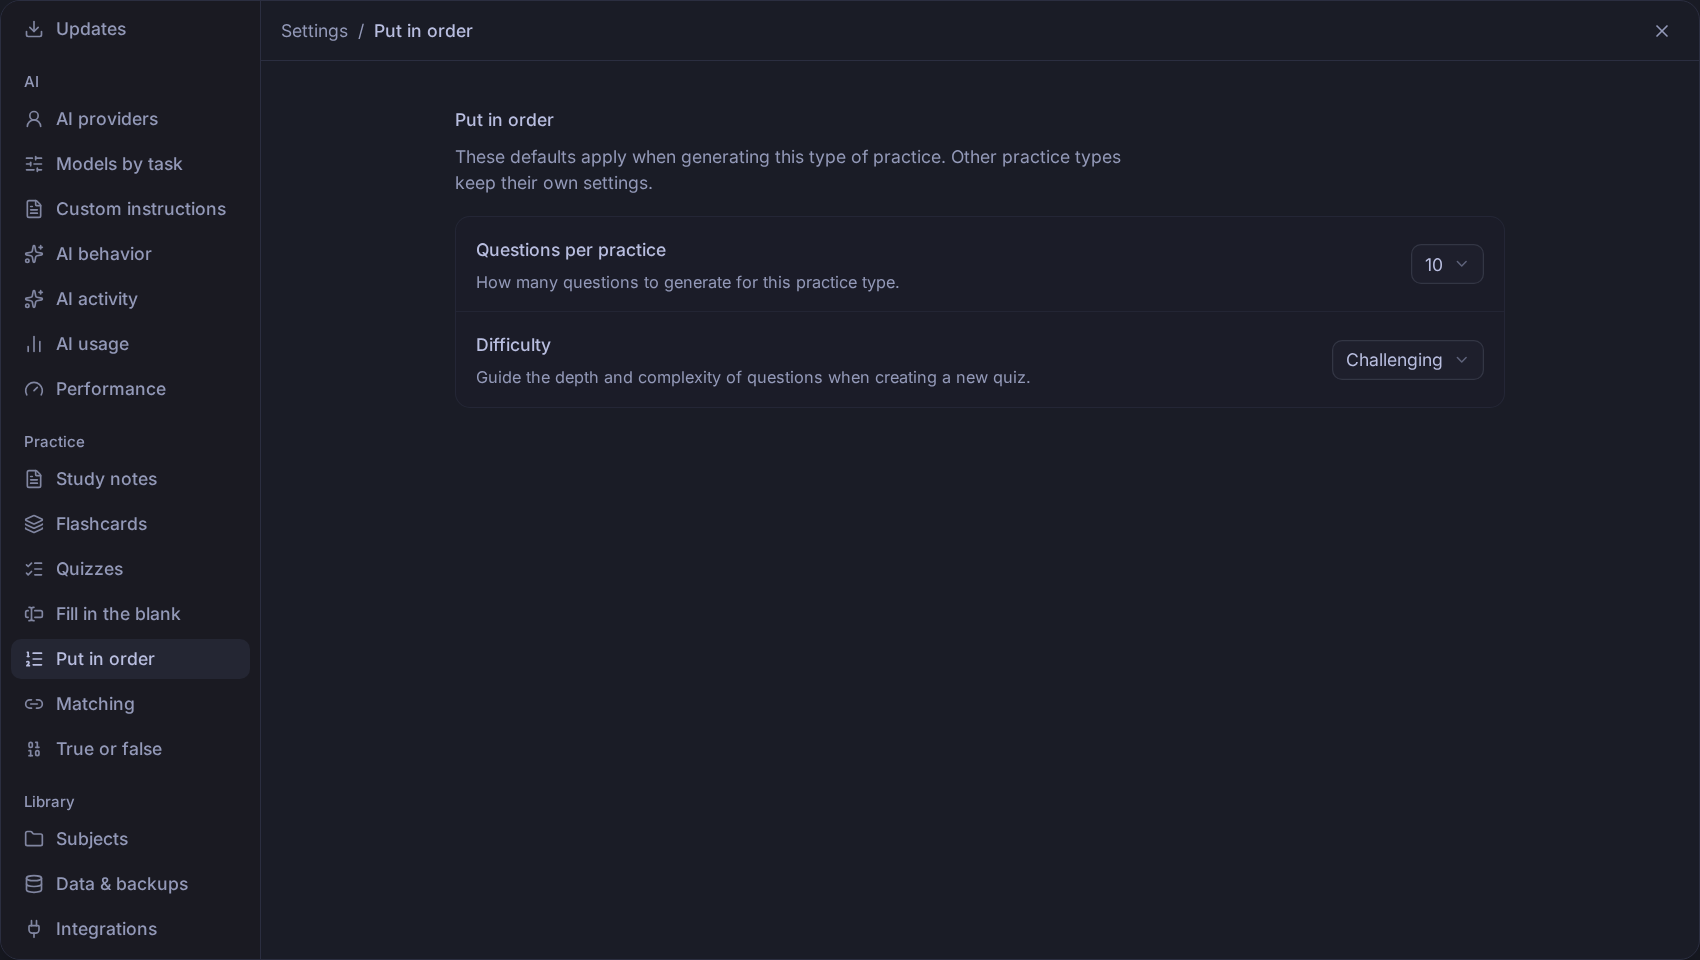 Updates
AI
AI providers
Models by task
Custom instructions
AI behavior
AI activity
AI usage
Performance
Practice
Study notes
Flashcards
Quizzes
Fill in the blank
Put in order
Matching
True or false
Library
Subjects
Data & backups
Integrations
Settings / Put in order
Put in order
These defaults apply when generating this type of practice. Other practice types
keep their own settings.
Questions per practice
How many questions to generate for this practice type.
10
Difficulty
Guide the depth and complexity of questions when creating a new quiz.
Challenging